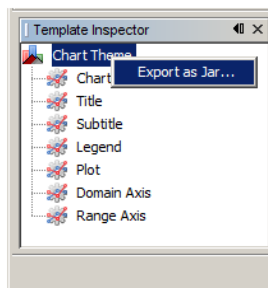 Template Inspector
Chart Theme
Export as Jar...
Chart
Title
Subtitle
Legend
Plot
Domain Axis
Range Axis